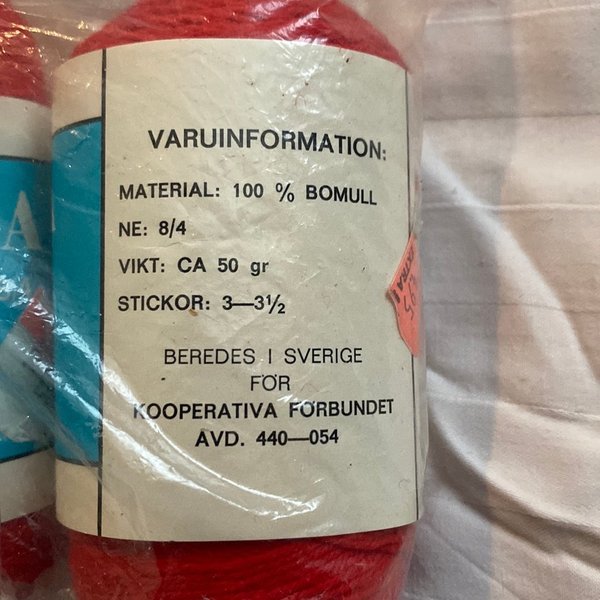 VARUINFORMATION:
MATERIAL: 100 % BOMULL
NE: 8/4
VIKT: CA 50 gr
STICKOR: 3—3½
BEREDES I SVERIGE
FÖR
KOOPERATIVA FÖRBUNDET
AVD. 440—054
A